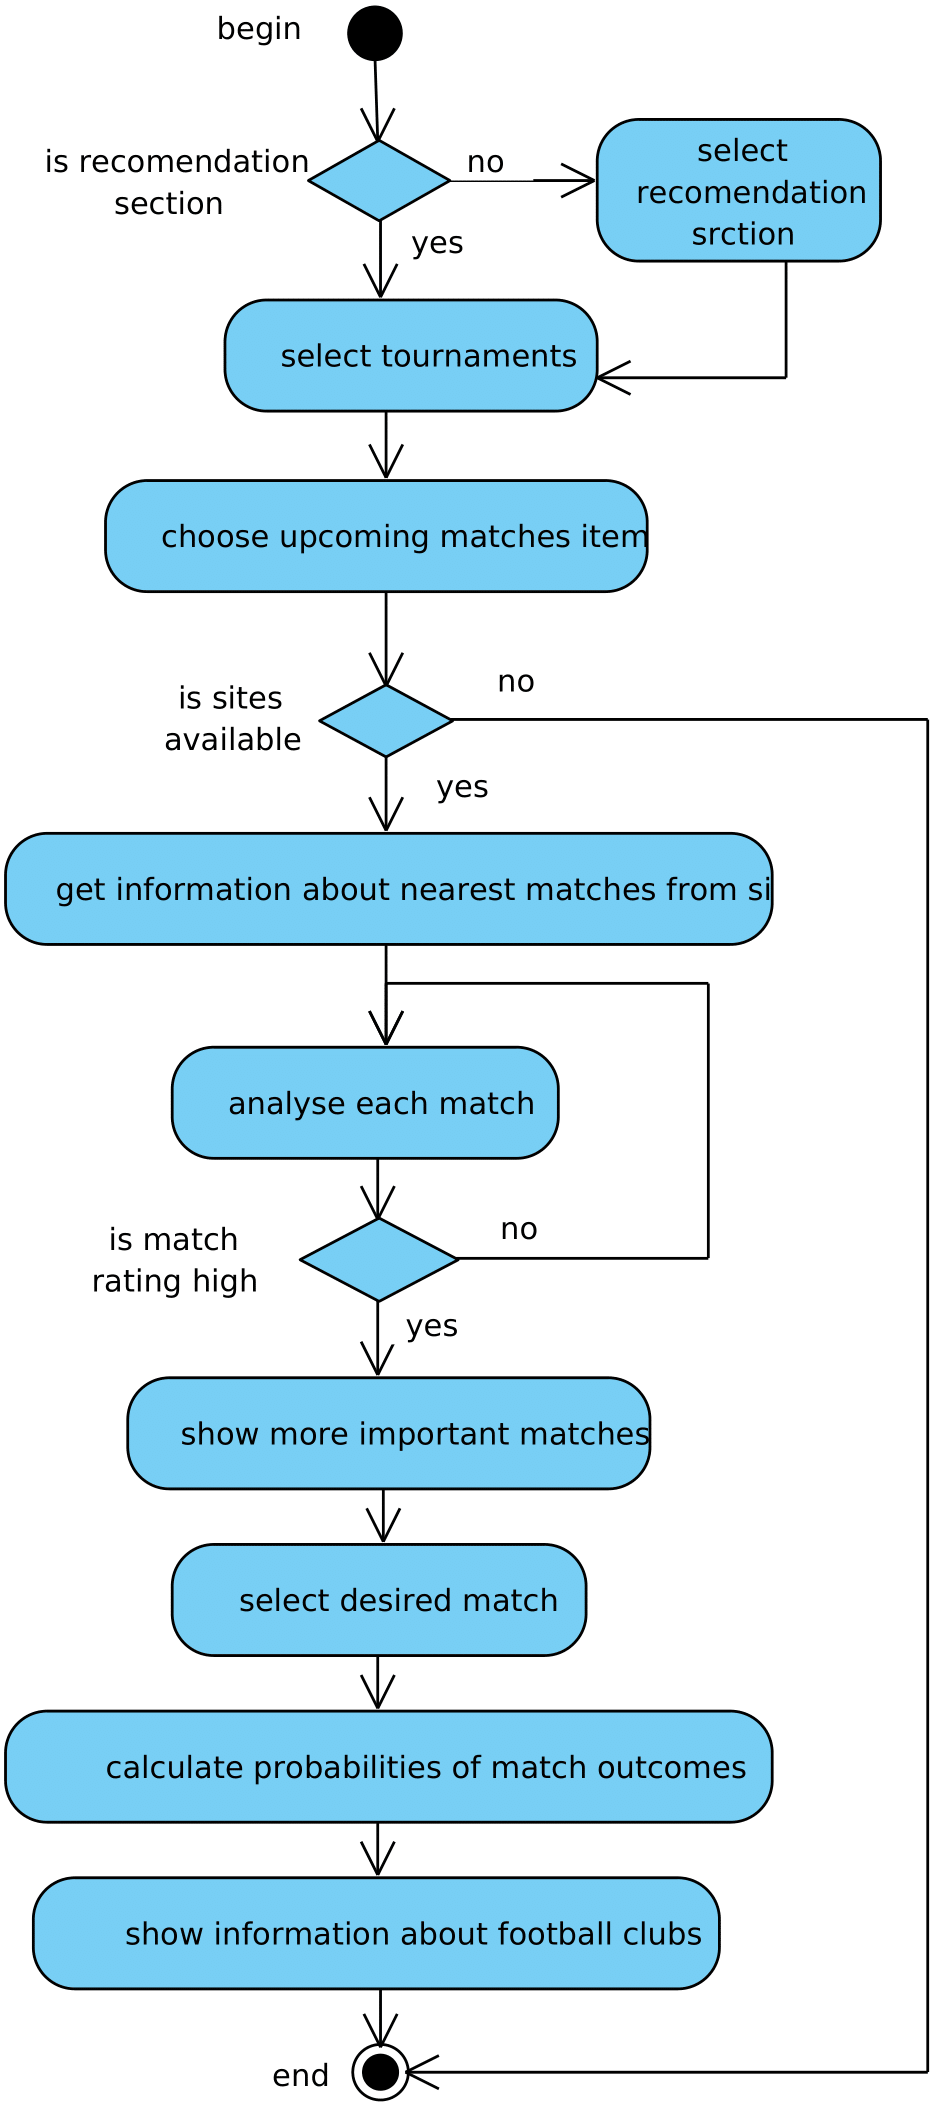 begin
is recomendation
section
no
select
recomendation
srction
yes
select tournaments
choose upcoming matches item
is sites
available
no
yes
get information about nearest matches from si
analyse each match
is match
rating high
no
yes
show more important matches
select desired match
calculate probabilities of match outcomes
show information about football clubs
end